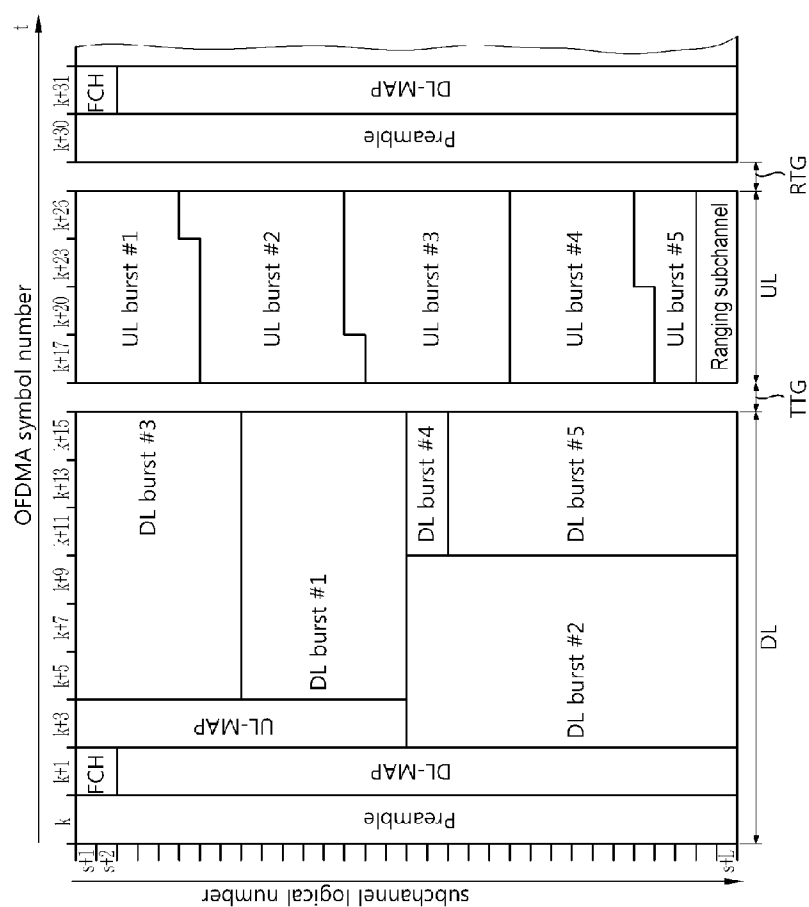 OFDMA symbol number
t
k
k+1
k+3
k+5
k+7
k+9
k+11
k+13
k+15
k+17
k+20
k+23
k+26
k+30
k+31
subchannel logical number
s+1
s+2
s+L
Preamble
FCH
DL-MAP
UL-MAP
DL burst #3
DL burst #1
DL burst #2
DL burst #4
DL burst #5
UL burst #1
UL burst #2
UL burst #3
UL burst #4
UL burst #5
Ranging subchannel
Preamble
FCH
DL-MAP
DL
TTG
UL
RTG